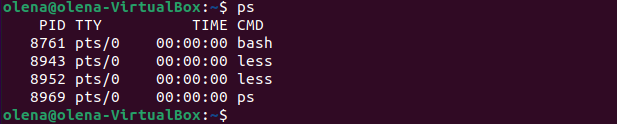 olena@olena-VirtualBox:~$ ps
    PID TTY          TIME CMD
   8761 pts/0    00:00:00 bash
   8943 pts/0    00:00:00 less
   8952 pts/0    00:00:00 less
   8969 pts/0    00:00:00 ps
olena@olena-VirtualBox:~$